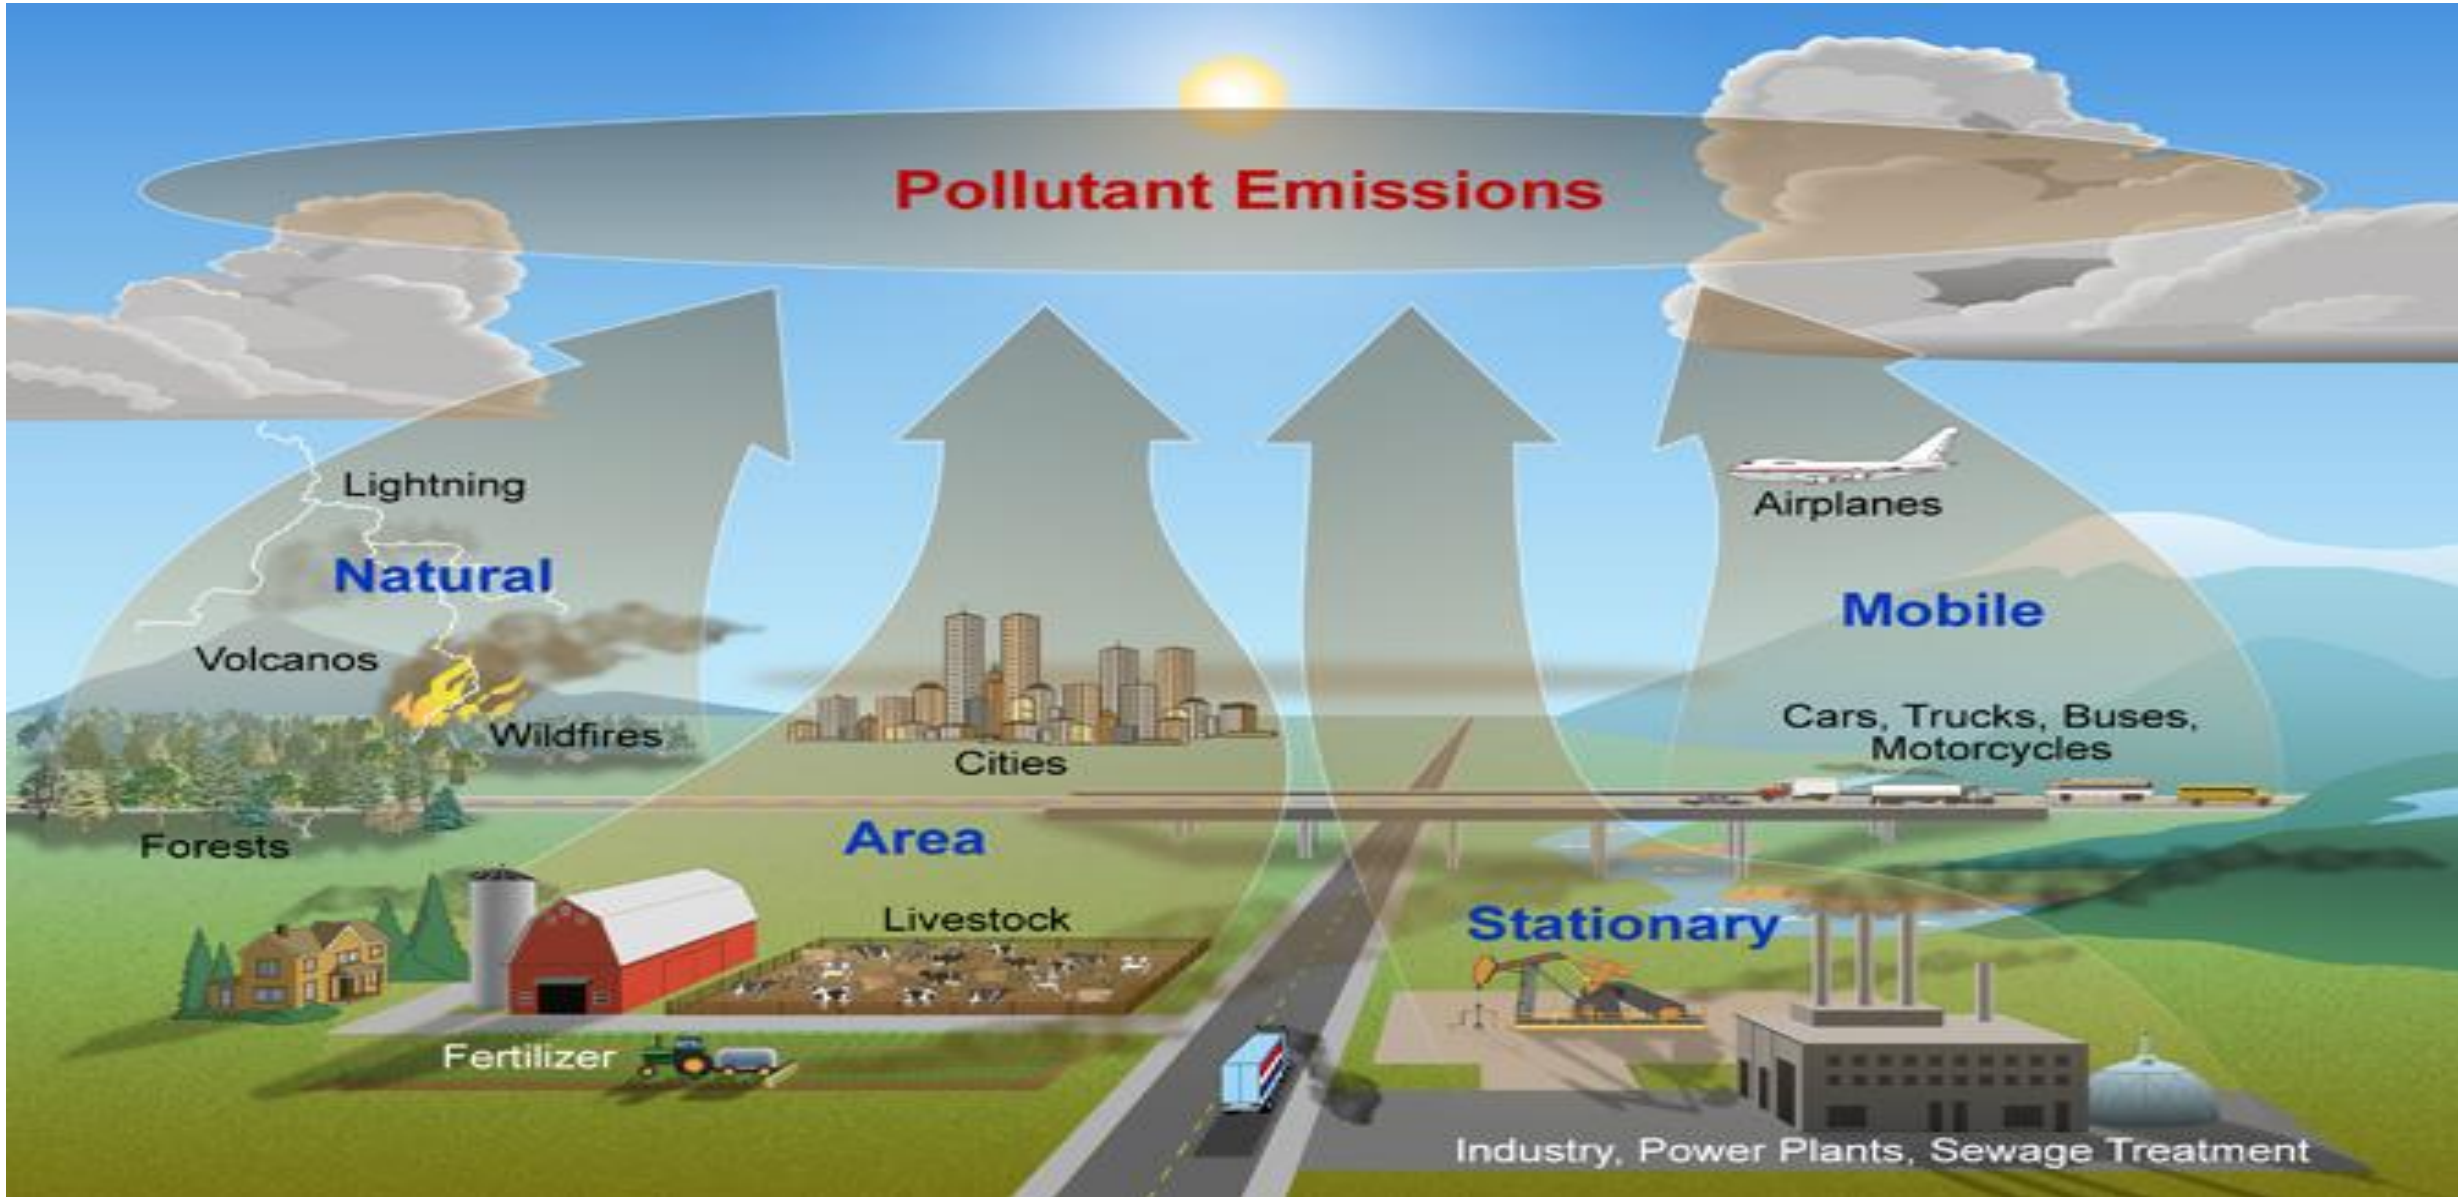 Pollutant Emissions
Lightning
Natural
Volcanos
Wildfires
Forests
Cities
Area
Livestock
Fertilizer
Airplanes
Mobile
Cars, Trucks, Buses,
Motorcycles
Stationary
Industry, Power Plants, Sewage Treatment